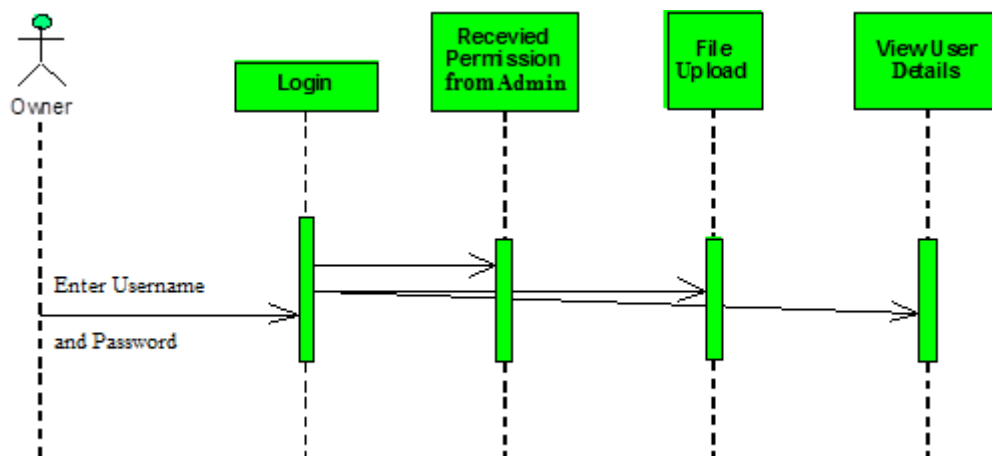 Owner
Login
Recevied
Permission
from Admin
File
Upload
View User
Details
Enter Username
and Password